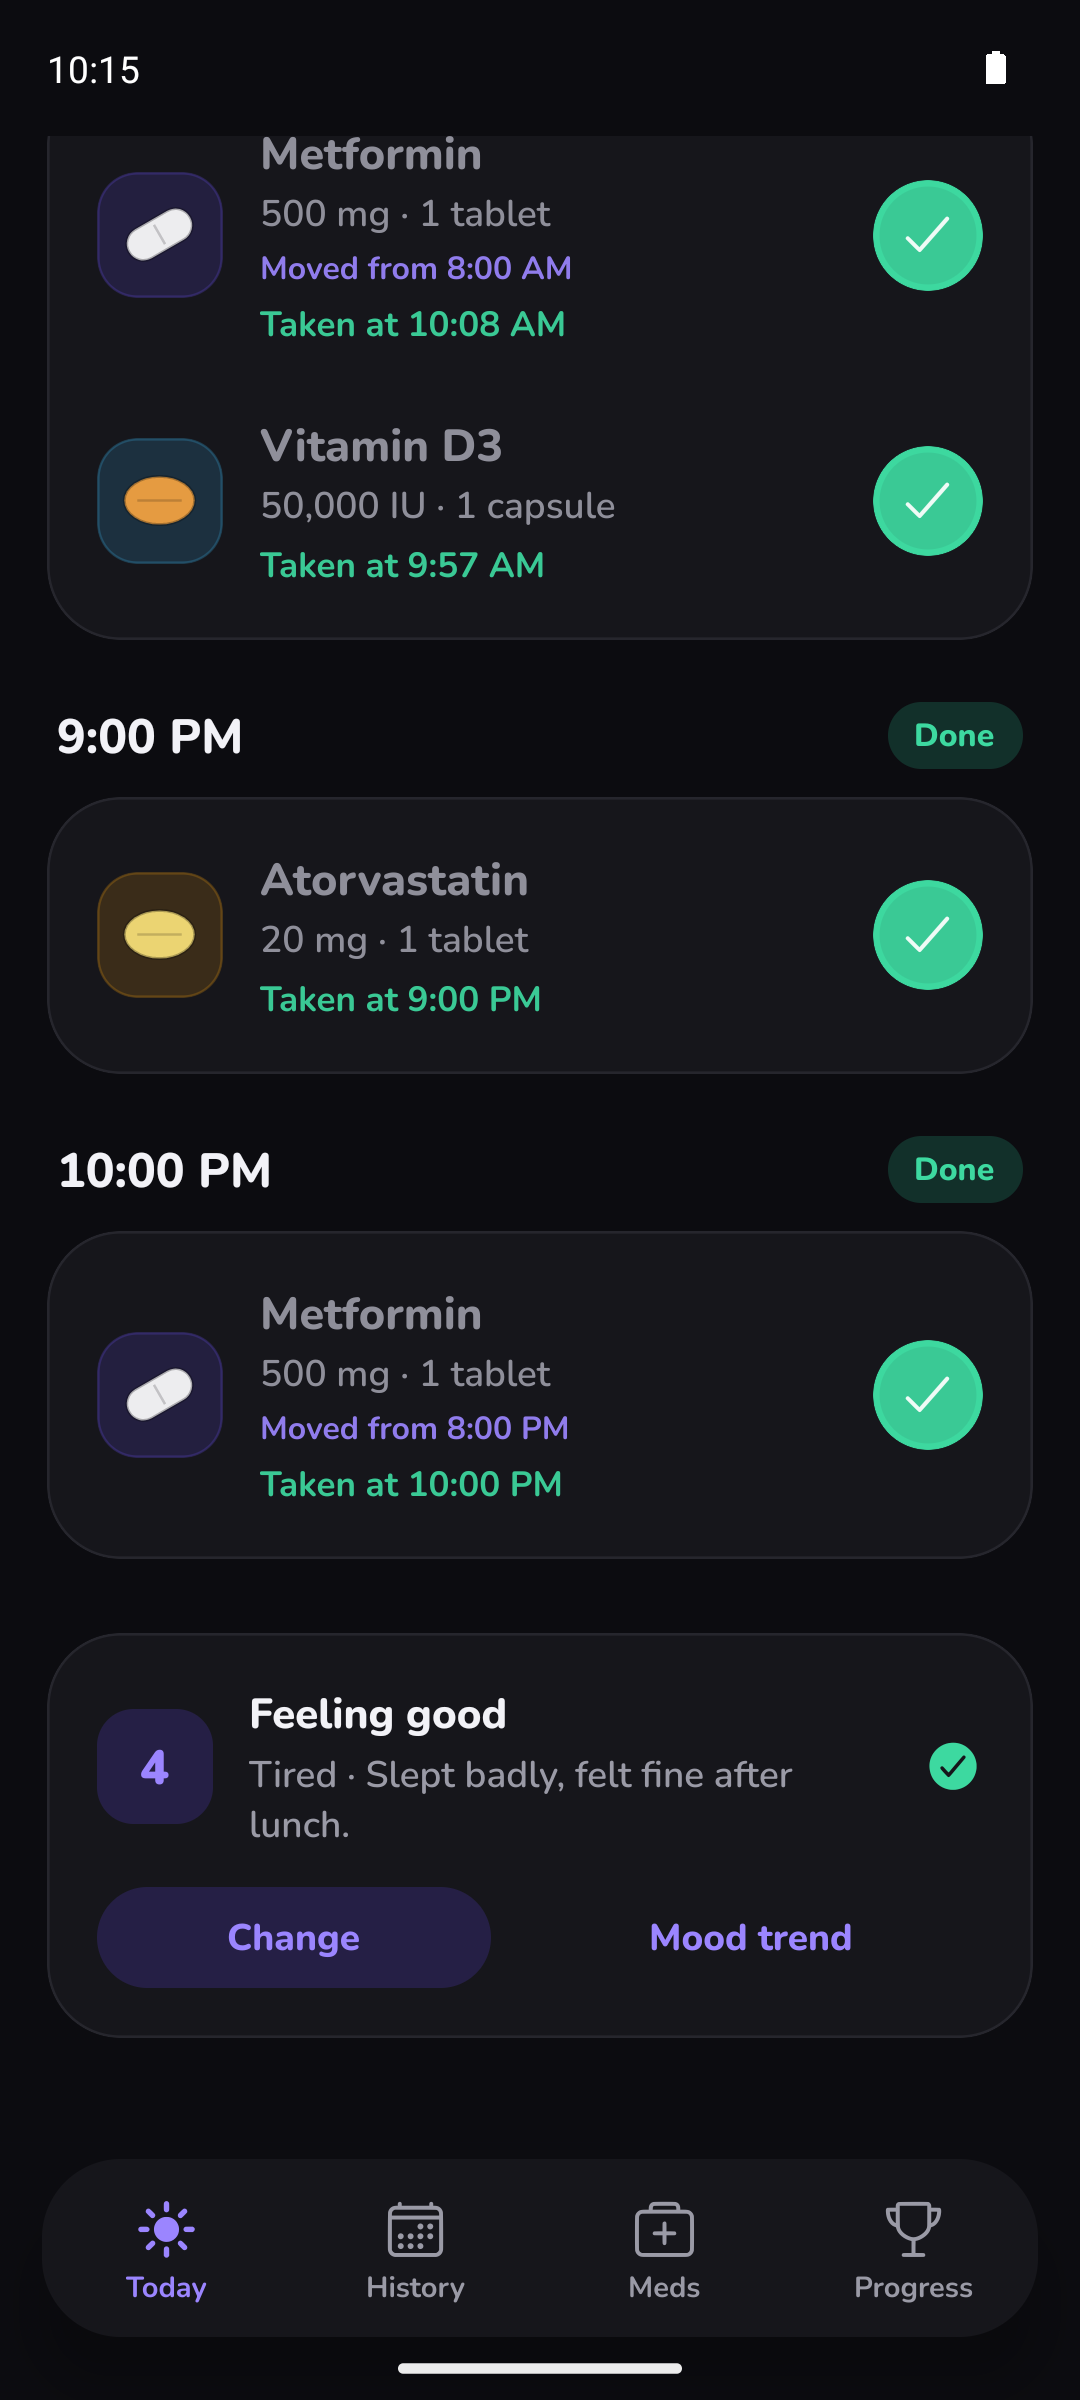 10:15
Metformin
500 mg · 1 tablet
Moved from 8:00 AM
Taken at 10:08 AM
Vitamin D3
50,000 IU · 1 capsule
Taken at 9:57 AM
9:00 PM
Done
Atorvastatin
20 mg · 1 tablet
Taken at 9:00 PM
10:00 PM
Done
Metformin
500 mg · 1 tablet
Moved from 8:00 PM
Taken at 10:00 PM
4
Feeling good
Tired · Slept badly, felt fine after
lunch.
Change
Mood trend
Today
History
Meds
Progress